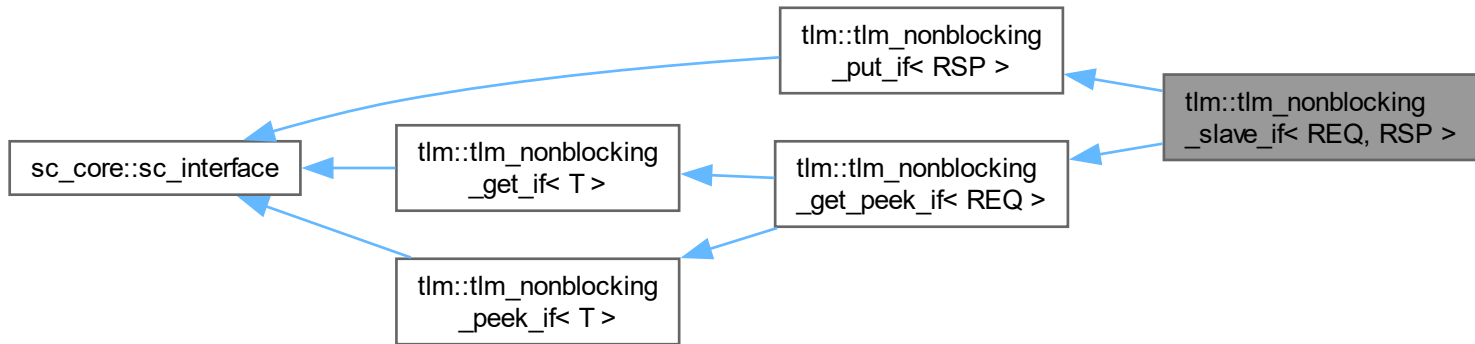 tlm::tlm_nonblocking
_put_if< RSP >
tlm::tlm_nonblocking
_slave_if< REQ, RSP >
sc_core::sc_interface
tlm::tlm_nonblocking
_get_if< T >
tlm::tlm_nonblocking
_get_peek_if< REQ >
tlm::tlm_nonblocking
_peek_if< T >